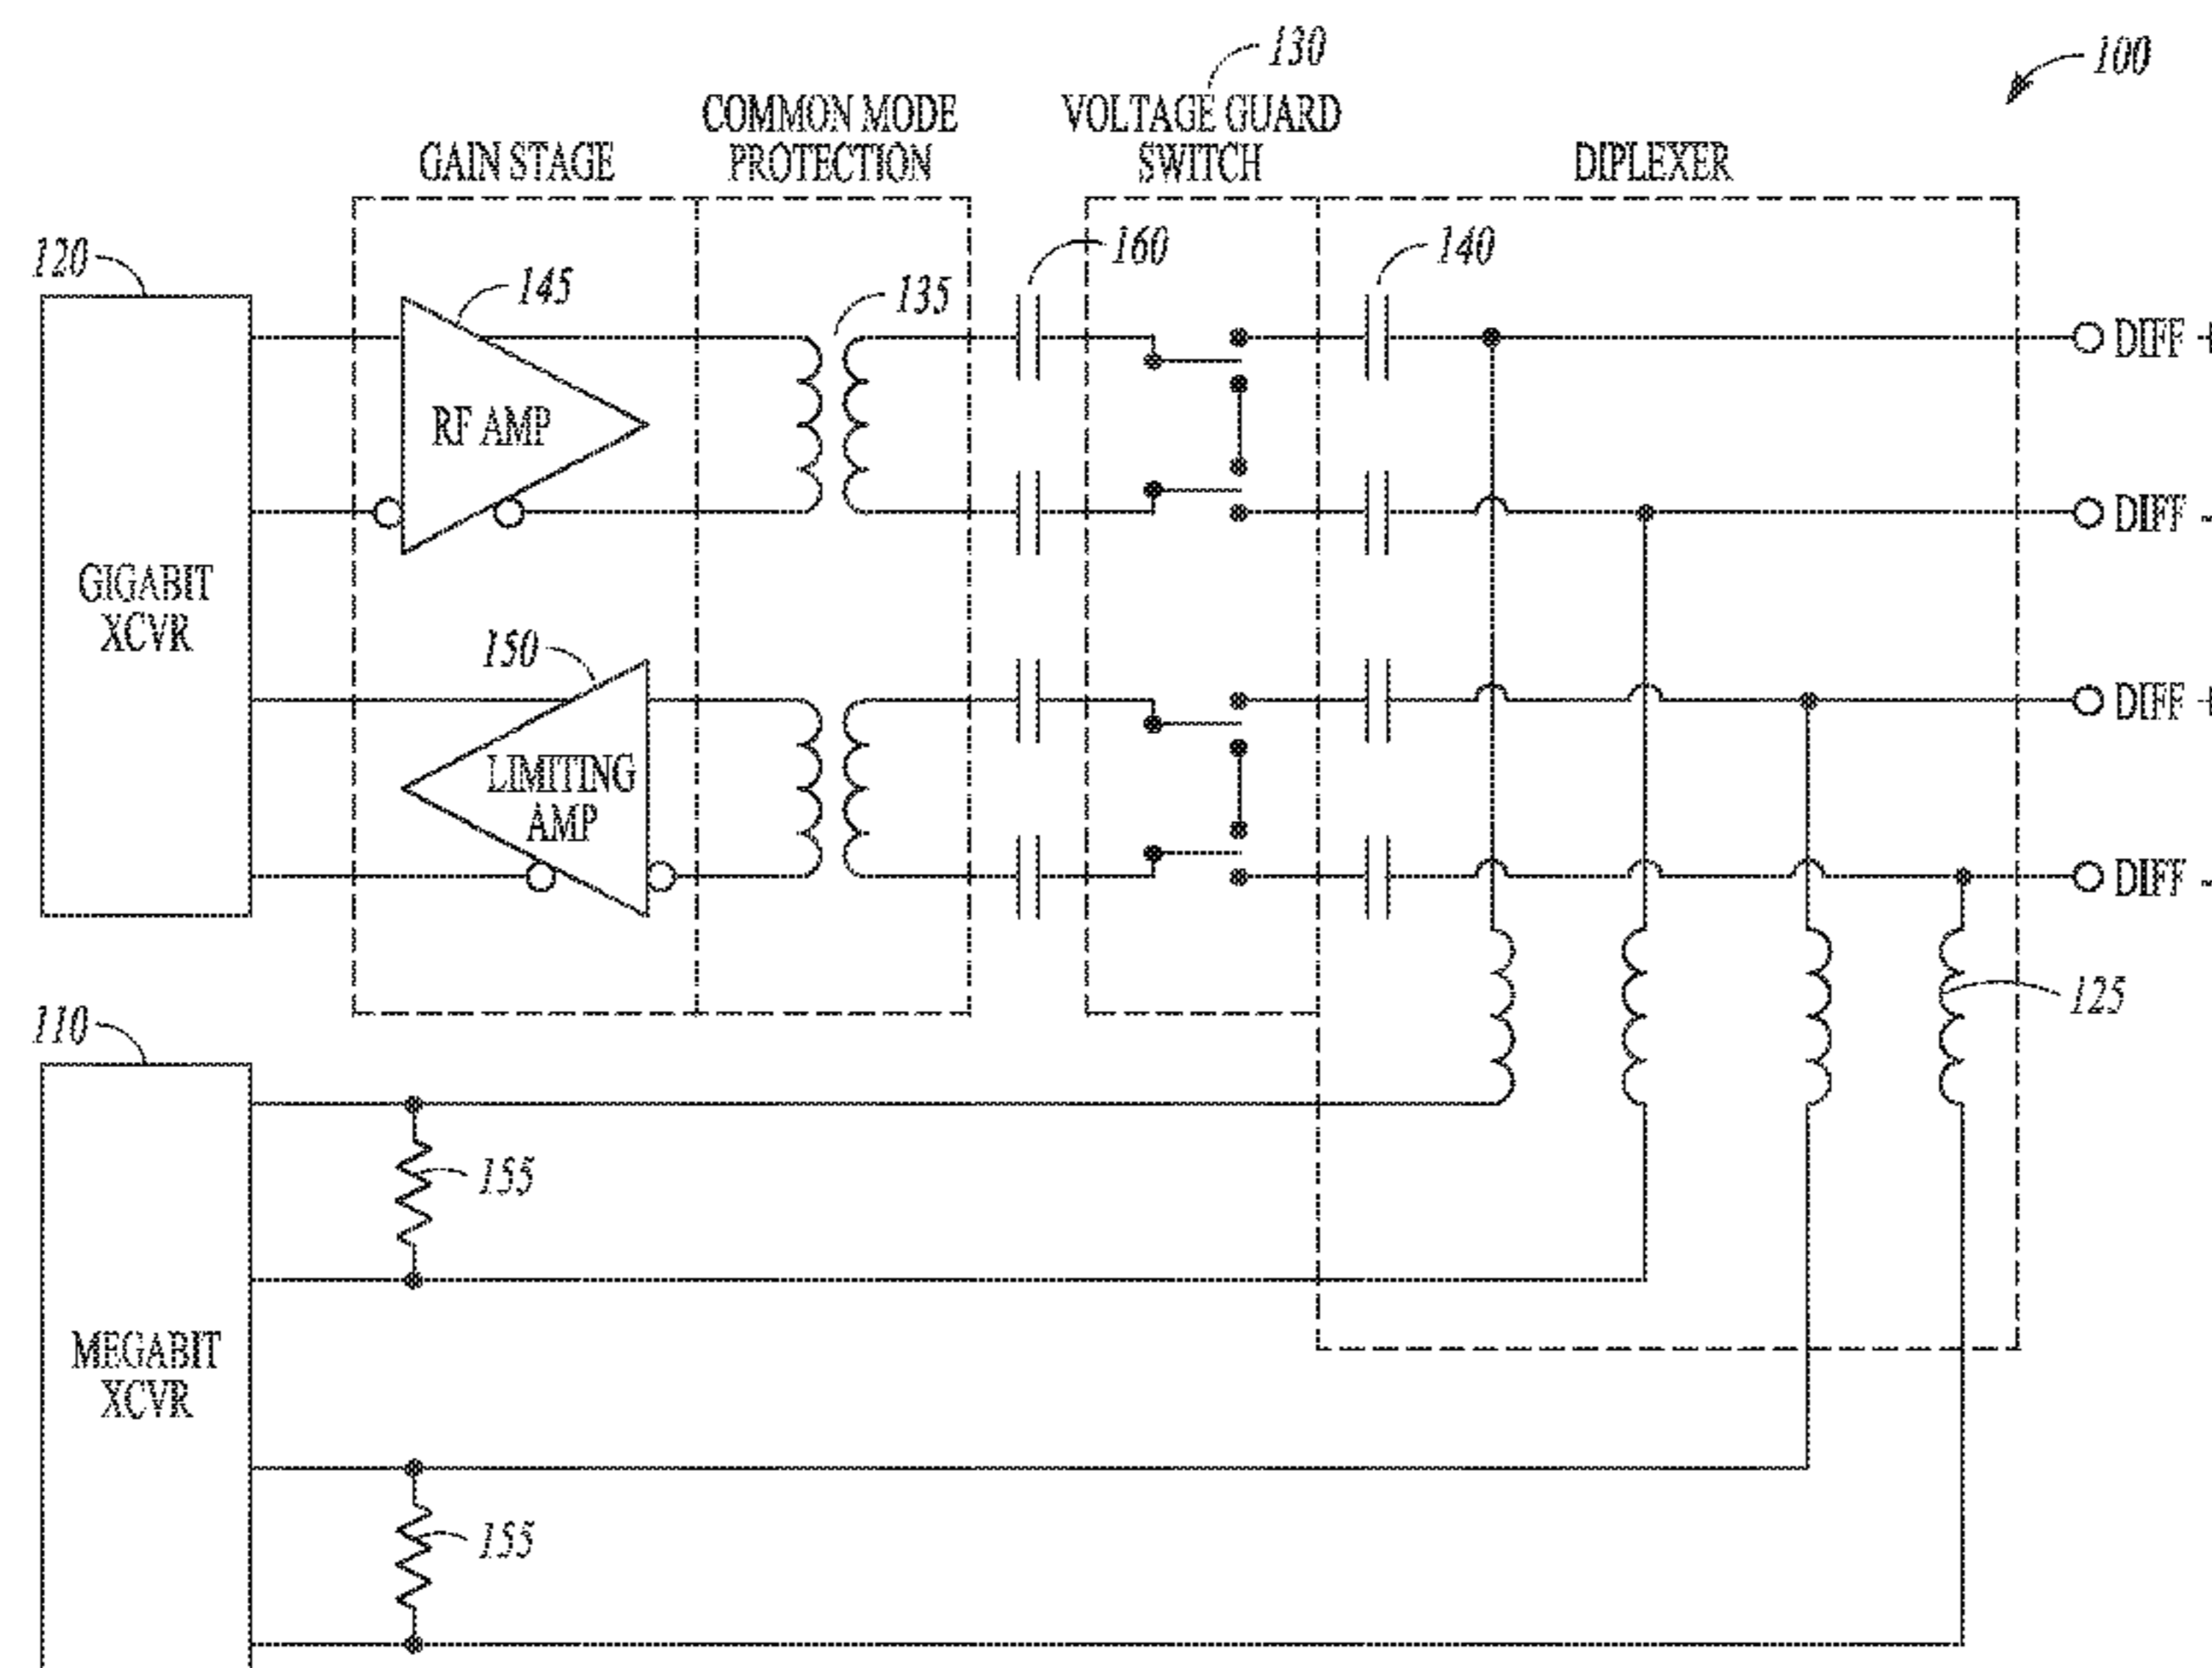 130
100
COMMON MODE
PROTECTION
VOLTAGE GUARD
SWITCH
GAIN STAGE
DIPLEXER
120
145
135
160
140
DIFF +
RF AMP
DIFF -
GIGABIT
XCVR
150
DIFF +
LIMITING
AMP
DIFF -
125
110
155
MEGABIT
XCVR
155